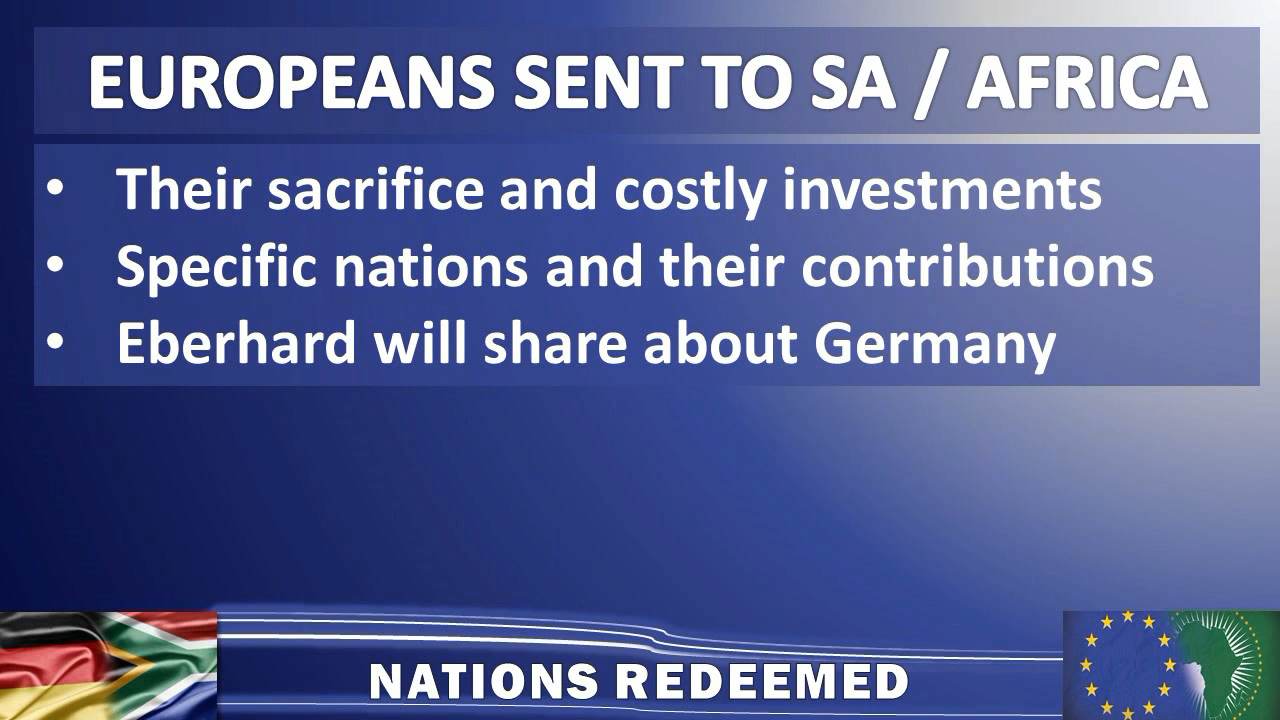 EUROPEANS SENT TO SA / AFRICA
• Their sacrifice and costly investments
• Specific nations and their contributions
• Eberhard will share about Germany
NATIONS REDEEMED